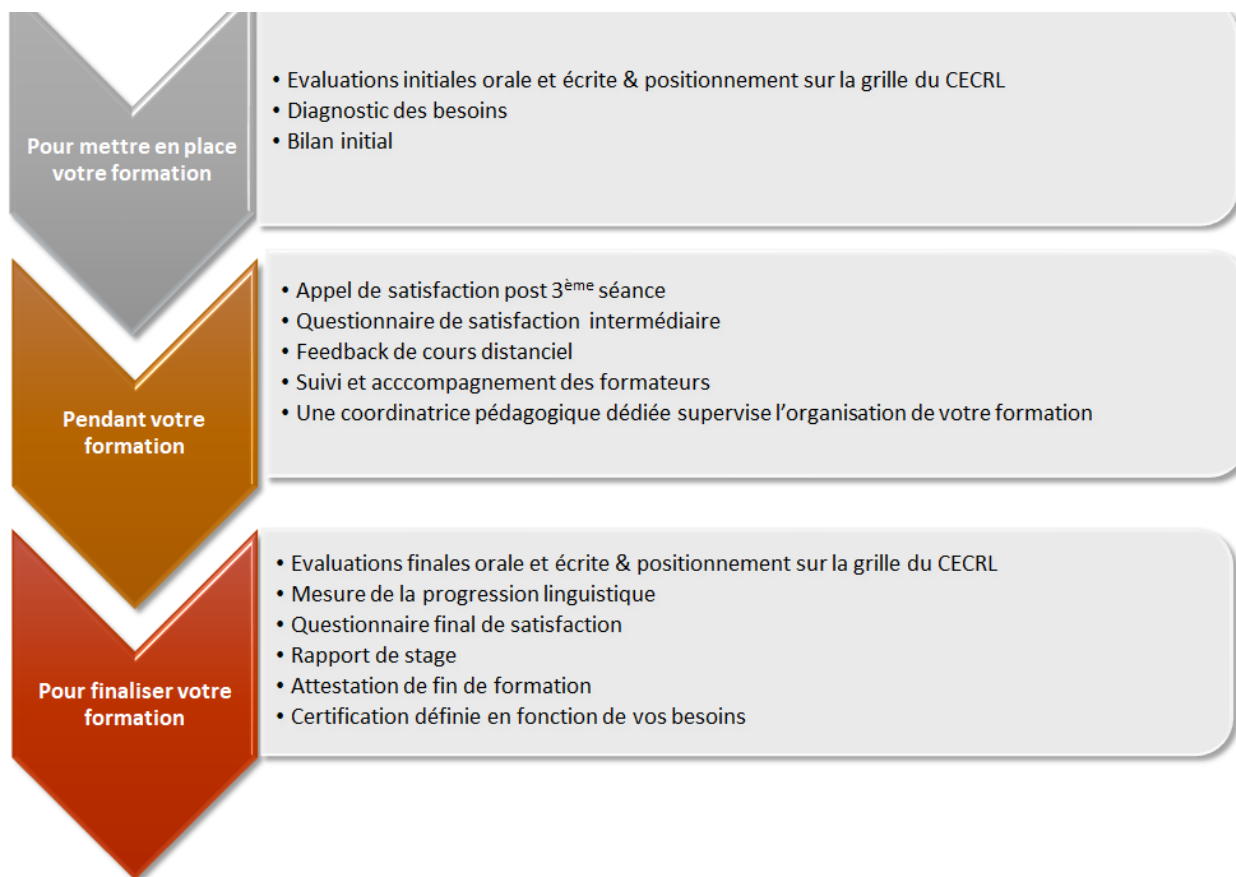 Pour mettre en place
votre formation
• Evaluations initiales orale et écrite & positionnement sur la grille du CECRL
• Diagnostic des besoins
• Bilan initial
Pendant votre
formation
• Appel de satisfaction post 3ème séance
• Questionnaire de satisfaction intermédiaire
• Feedback de cours distanciel
• Suivi et acccompagnement des formateurs
• Une coordinatrice pédagogique dédiée supervise l’organisation de votre formation
Pour finaliser votre
formation
• Evaluations finales orale et écrite & positionnement sur la grille du CECRL
• Mesure de la progression linguistique
• Questionnaire final de satisfaction
• Rapport de stage
• Attestation de fin de formation
• Certification définie en fonction de vos besoins